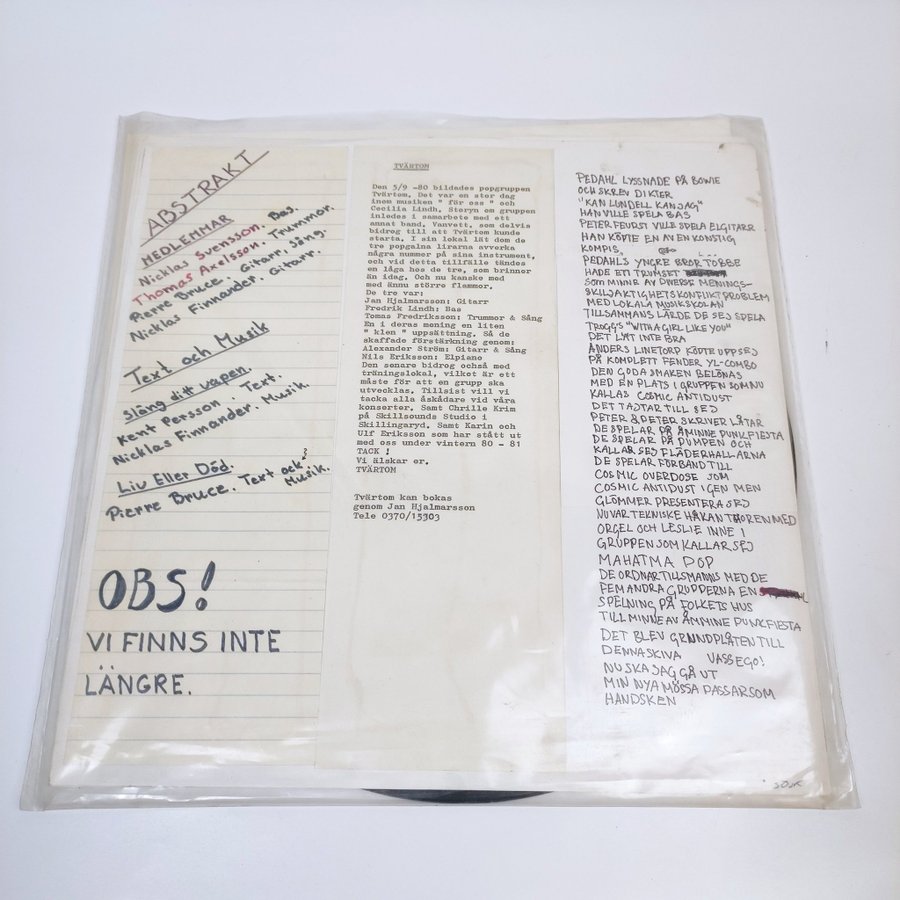 ABSTRAKT
MEDLEMMAR
Nicklas Svensson. Bas.
Thomas Axelsson. Trummor.
Pierre Bruce. Gitarr, Sång.
Nicklas Finnander. Gitarr.
Text och Musik
Släng ditt vapen.
Kent Persson. Text.
Nicklas Finnander. Musik
Liv Eller Död.
Pierre Bruce. Text och
Musik.
OBS!
VI FINNS INTE
LÄNGRE.
TVÄRTOM
Den 5/9 -80 bildades popgruppen
Tvärtom. Det var en stor dag
inom musiken " för oss " och
Cecilia Lindh. Storyn om gruppen
inledes i samarbete med ett
annat band, Vanvett, som delvis
bidrog till att Tvärtom kunde
starta. I sin lokal lät dom de
tre popgalna lirarna avverka
några nummer på sina instrument,
och vid detta tillfälle tändes
en låga hos de tre, som brinner
än idag. Och nu kanske med
med ännu större flammor.
De tre var:
Jan Hjalmarsson: Gitarr
Fredrik Lindh: Bas
Tomas Fredriksson: Trummor & Sång
En i deras mening en liten
" klen " uppsättning. Så de
skaffade förstärkning genom:
Alexander Ström: Gitarr & Sång
Nils Eriksson: Elpiano
Den senare bidrog också med
träningslokal, vilket är ett
måste för att en grupp ska
utvecklas. Tillsist vill vi
tacka alla åskådare vid våra
konserter. Samt Chrille Krim
på Skillsounds Studio i
Skillingaryd. Samt Karin och
Ulf Eriksson som har stått ut
med oss under vintern 80 - 81
TACK !
Vi älskar er.
TVÄRTOM
Tvärtom kan bokas
genom Jan Hjalmarsson
Tele 0370/15303
PEDAHL LYSSNADE PÅ BOWIE
OCH SKREV DIKTER
"KAN LUNDELL KAN JAG"
HAN VILLE SPELA BAS
PETER FEURST VILLE SPELA ELGITARR
HAN KÖPTE EN AV EN KONSTIG
KOMPIS
PEDAHLS YNGRE BROR TOBBE
HADE ETT TRUMSET
SOM MINNE AV DIVERSE MENINGS-
SKILJAKTIGHETSKONFLIKTPROBLEM
MED LOKALA MUSIKSKOLAN
TILLSAMMANS LÄRDE DE SEJ SPELA
TROGGS "WITH A GIRL LIKE YOU"
DET LÄT INTE BRA
ANDERS LINETORP KÖPTE UPP SEJ
PÅ KOMPLETT FENDER YL-COMBO
DEN GODA SMAKEN BELÖNAS
MED EN PLATS I GRUPPEN SOM NU
KALLAS COSMIC ANTIDUST
DET TAJTAR TILL SEJ
PETER & PETER SKRIVER LÅTAR
DE SPELAR PÅ ÅMINNE PUNKFIESTA
DE SPELAR PÅ PUMPEN OCH
KALLAR SEJ FLÄDERHALL-ARNA
DE SPELAR FÖRBAND TILL
COSMIC OVERDOSE SOM
COSMIC ANTIDUST IGEN MEN
GLÖMMER PRESENTERA SEJ
NUVAR TEKNISKE HÅKAN THOREN MED
ORGEL OCH LESLIE INNE I
GRUPPEN SOM KALLAR SEJ
MAHATMA POP
DE ORDNAR TILLSMANNS MED DE
FEM ANDRA GRUPPERNA EN
SPELNING PÅ FOLKETS HUS
TILL MINNE AV ÅMMINE PUNKFIESTA
DET BLEV GRUNDPLÅTEN TILL
DENNA SKIVA VASSEGO!
NU SKA JAG GÅ UT
MIN NYA MÖSSA PASSAR SOM
HANDSKEN